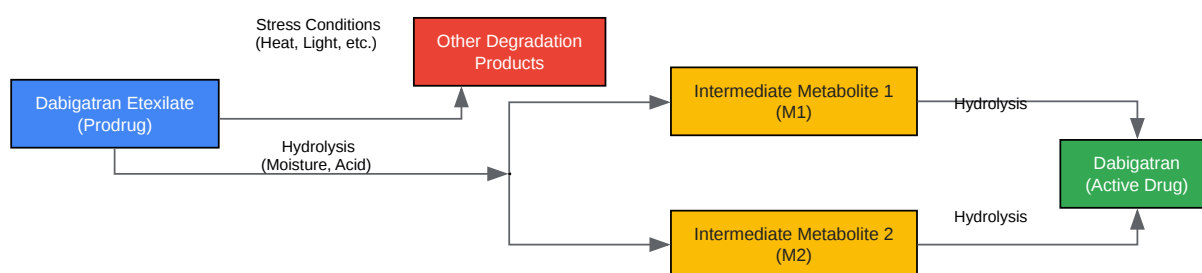 Stress Conditions
(Heat, Light, etc.)
Other Degradation
Products
Dabigatran Etexilate
(Prodrug)
Hydrolysis
(Moisture, Acid)
Intermediate Metabolite 1
(M1)
Hydrolysis
Intermediate Metabolite 2
(M2)
Hydrolysis
Dabigatran
(Active Drug)